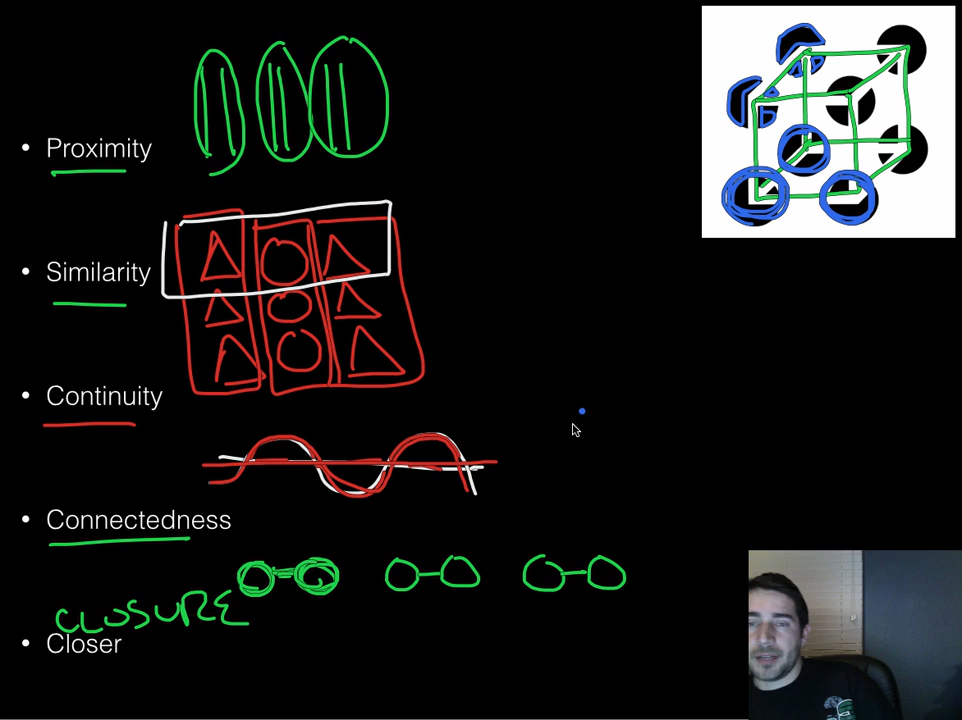 Proximity
Similarity
Continuity
Connectedness
CLOSURE
Closer